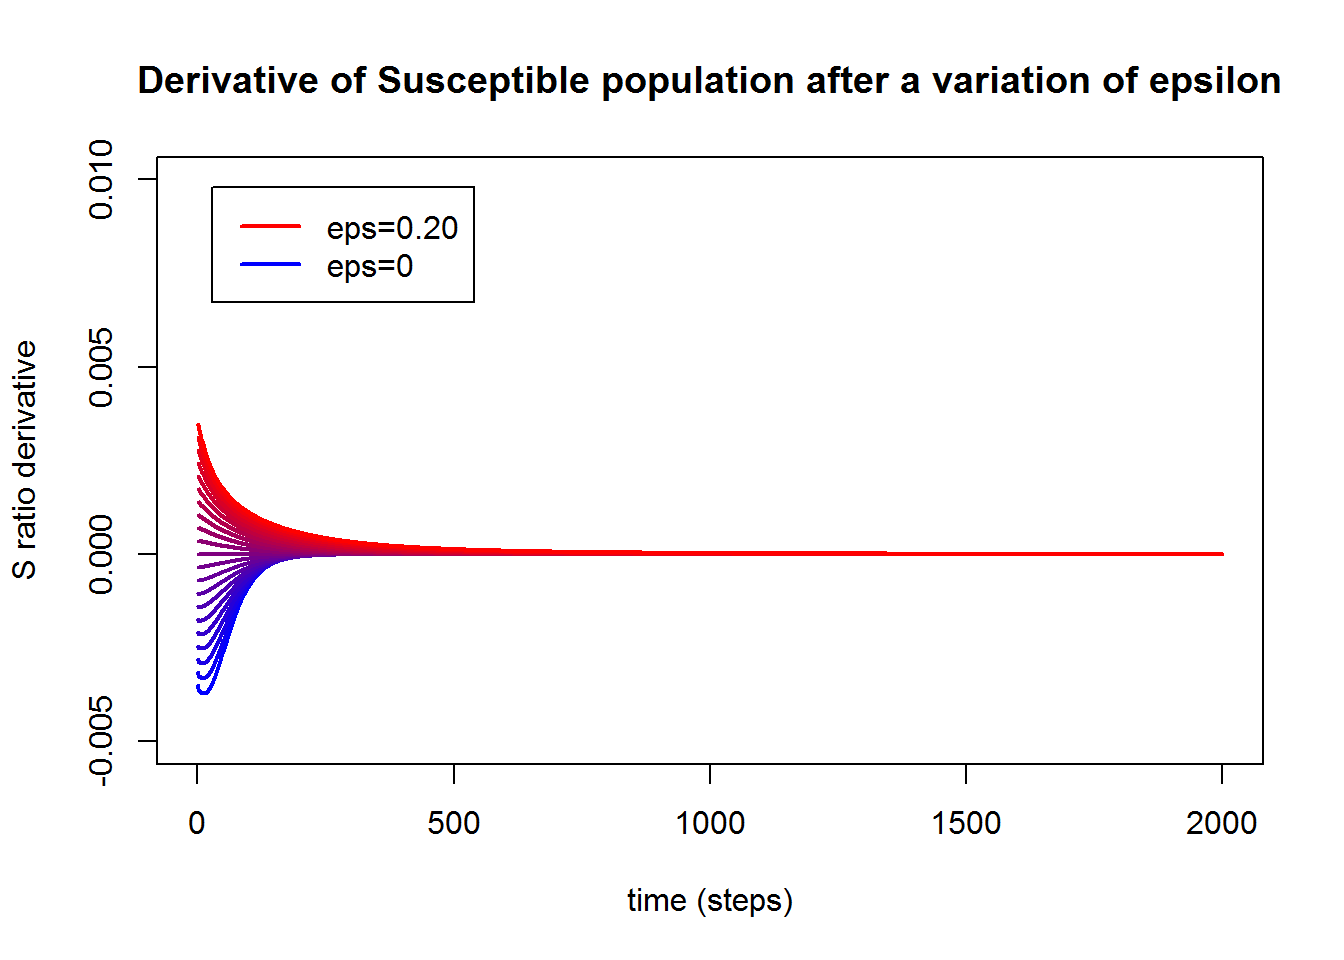 Derivative of Susceptible population after a variation of epsilon
eps=0.20
eps=0
S ratio derivative
0.010
0.005
0.000
-0.005
0
500
1000
1500
2000
time (steps)